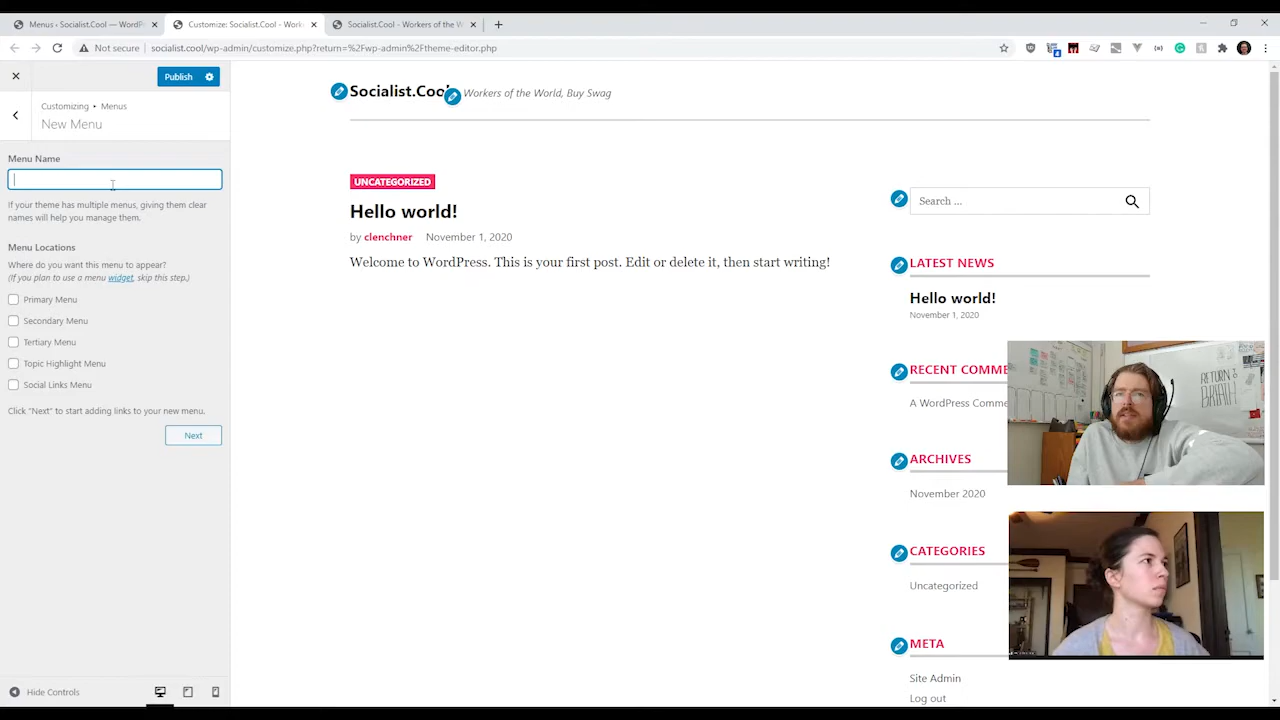 Menus ‹ Socialist.Cool — WordPr
Customize: Socialist.Cool - Work
Socialist.Cool - Workers of the W
Not secure
socialist.cool/wp-admin/customize.php?return=%2Fwp-admin%2Ftheme-editor.php
Publish
Customizing • Menus
New Menu
Menu Name
If your theme has multiple menus, giving them clear
names will help you manage them.
Menu Locations
Where do you want this menu to appear?
(If you plan to use a menu widget, skip this step.)
Primary Menu
Secondary Menu
Tertiary Menu
Topic Highlight Menu
Social Links Menu
Click "Next" to start adding links to your new menu.
Next
Hide Controls
Socialist.Cool
Workers of the World, Buy Swag
UNCATEGORIZED
Hello world!
by clenchner November 1, 2020
Welcome to WordPress. This is your first post. Edit or delete it, then start writing!
Search ...
LATEST NEWS
Hello world!
November 1, 2020
RECENT COMME
A WordPress Comme
ARCHIVES
November 2020
CATEGORIES
Uncategorized
META
Site Admin
Log out
RETURN TO
BREATH